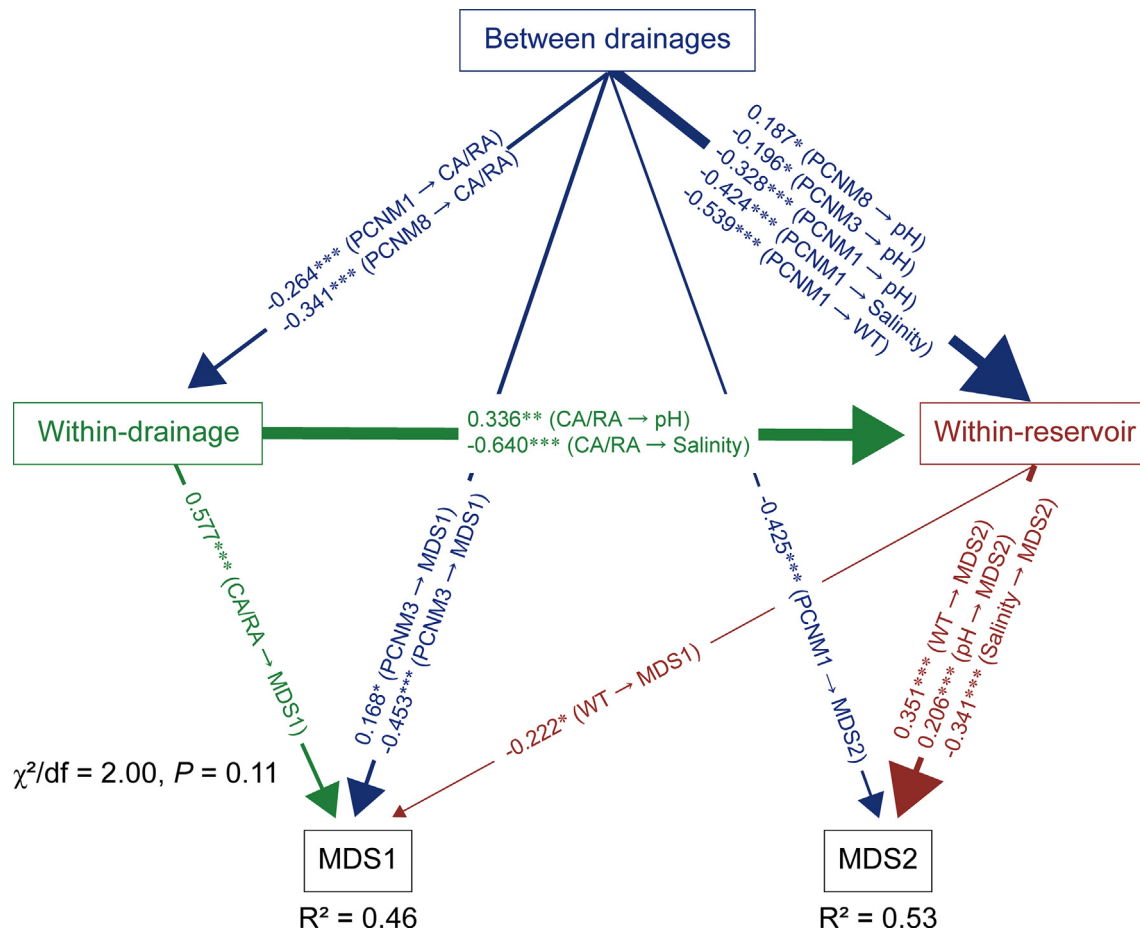 Between drainages
0.187* (PCNM8 → pH)
-0.196* (PCNM3 → pH)
-0.328*** (PCNM1 → pH)
-0.424*** (PCNM1 → Salinity)
-0.539*** (PCNM1 → WT)
-0.264*** (PCNM1 → CA/RA)
-0.341*** (PCNM8 → CA/RA)
Within-drainage
0.336** (CA/RA → pH)
-0.640*** (CA/RA → Salinity)
Within-reservoir
0.577*** (CA/RA → MDS1)
0.168* (PCNM3 → MDS1)
-0.453*** (PCNM3 → MDS1)
-0.222* (WT → MDS1)
-0.425*** (PCNM1 → MDS2)
0.351*** (WT → MDS2)
0.206*** (pH → MDS2)
-0.341*** (Salinity → MDS2)
χ²/df = 2.00, P = 0.11
MDS1
MDS2
R² = 0.46
R² = 0.53